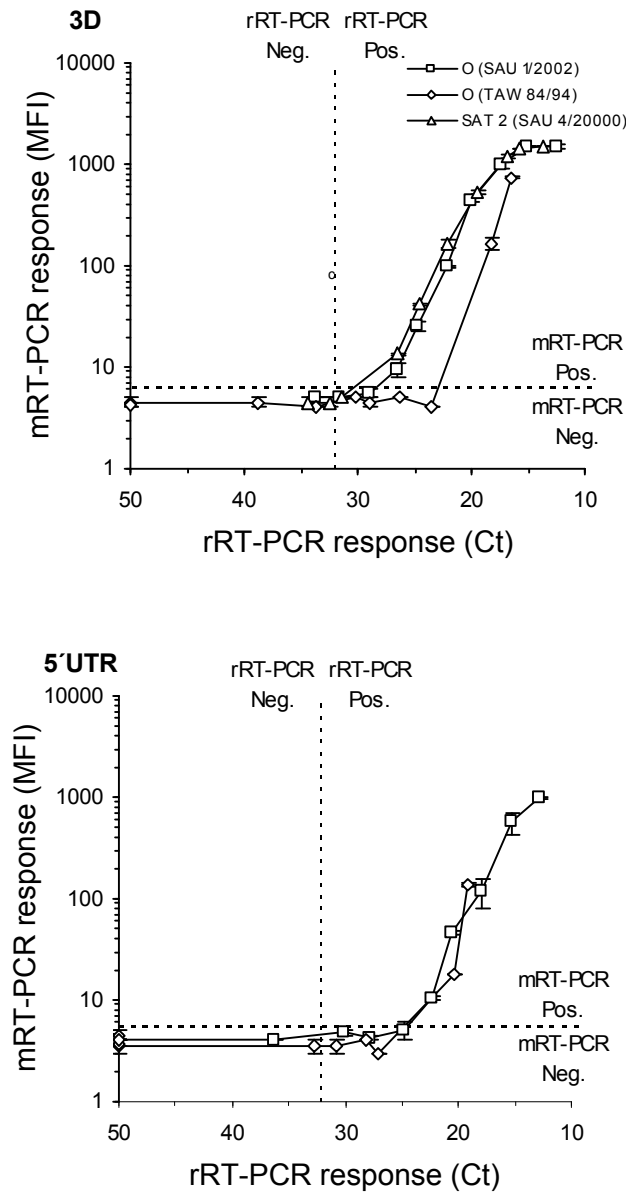 3D
rRT-PCR rRT-PCR
Neg. Pos.
10000
1000
100
10
1
mRT-PCR response (MFI)
O (SAU 1/2002)
O (TAW 84/94)
SAT 2 (SAU 4/20000)
mRT-PCR
Pos.
mRT-PCR
Neg.
50 40 30 20 10
rRT-PCR response (Ct)
5´UTR
rRT-PCR rRT-PCR
Neg. Pos.
10000
1000
100
10
1
mRT-PCR response (MFI)
mRT-PCR
Pos.
mRT-PCR
Neg.
50 40 30 20 10
rRT-PCR response (Ct)